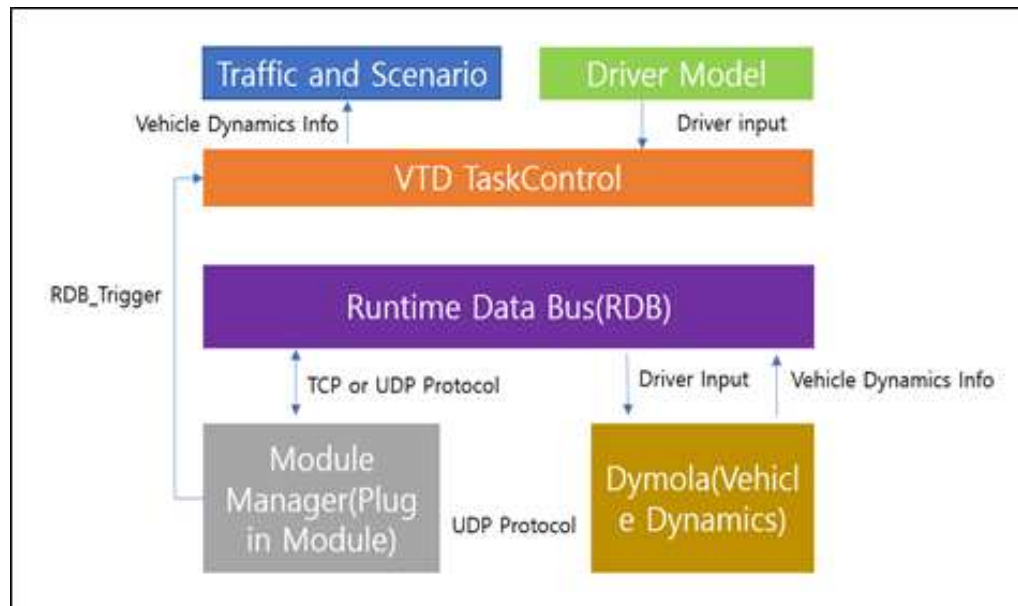 Traffic and Scenario
Driver Model
Vehicle Dynamics Info
Driver input
VTD TaskControl
RDB_Trigger
Runtime Data Bus(RDB)
TCP or UDP Protocol
Driver Input
Vehicle Dynamics Info
Module
Manager(Plug
in Module)
UDP Protocol
Dymola(Vehicl
e Dynamics)